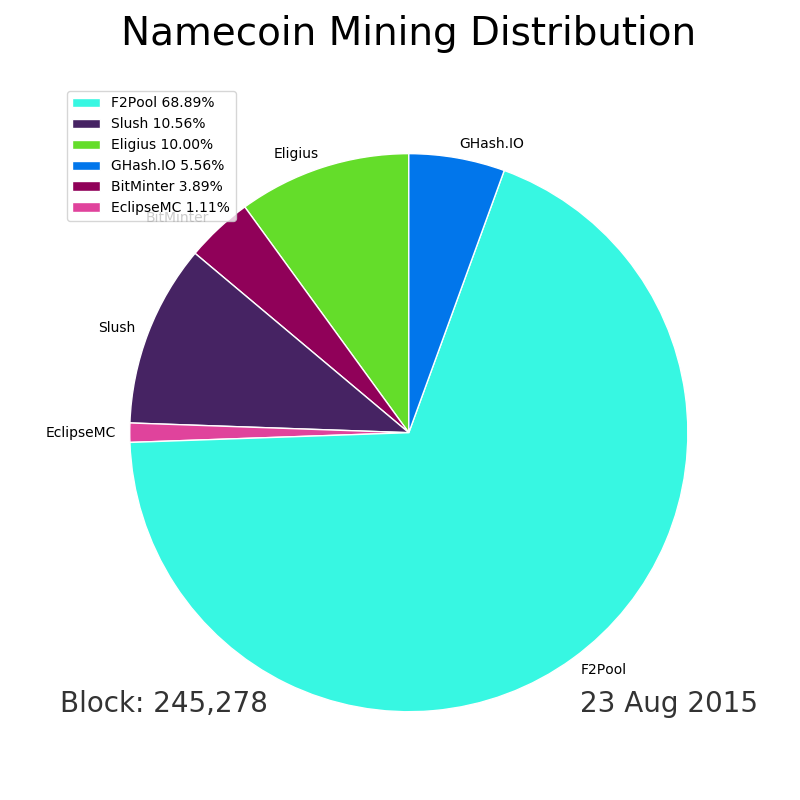 Namecoin Mining Distribution
F2Pool 68.89%
Slush 10.56%
Eligius 10.00%
GHash.IO 5.56%
BitMinter 3.89%
EclipseMC 1.11%
GHash.IO
Eligius
BitMinter
Slush
EclipseMC
F2Pool
Block: 245,278
23 Aug 2015